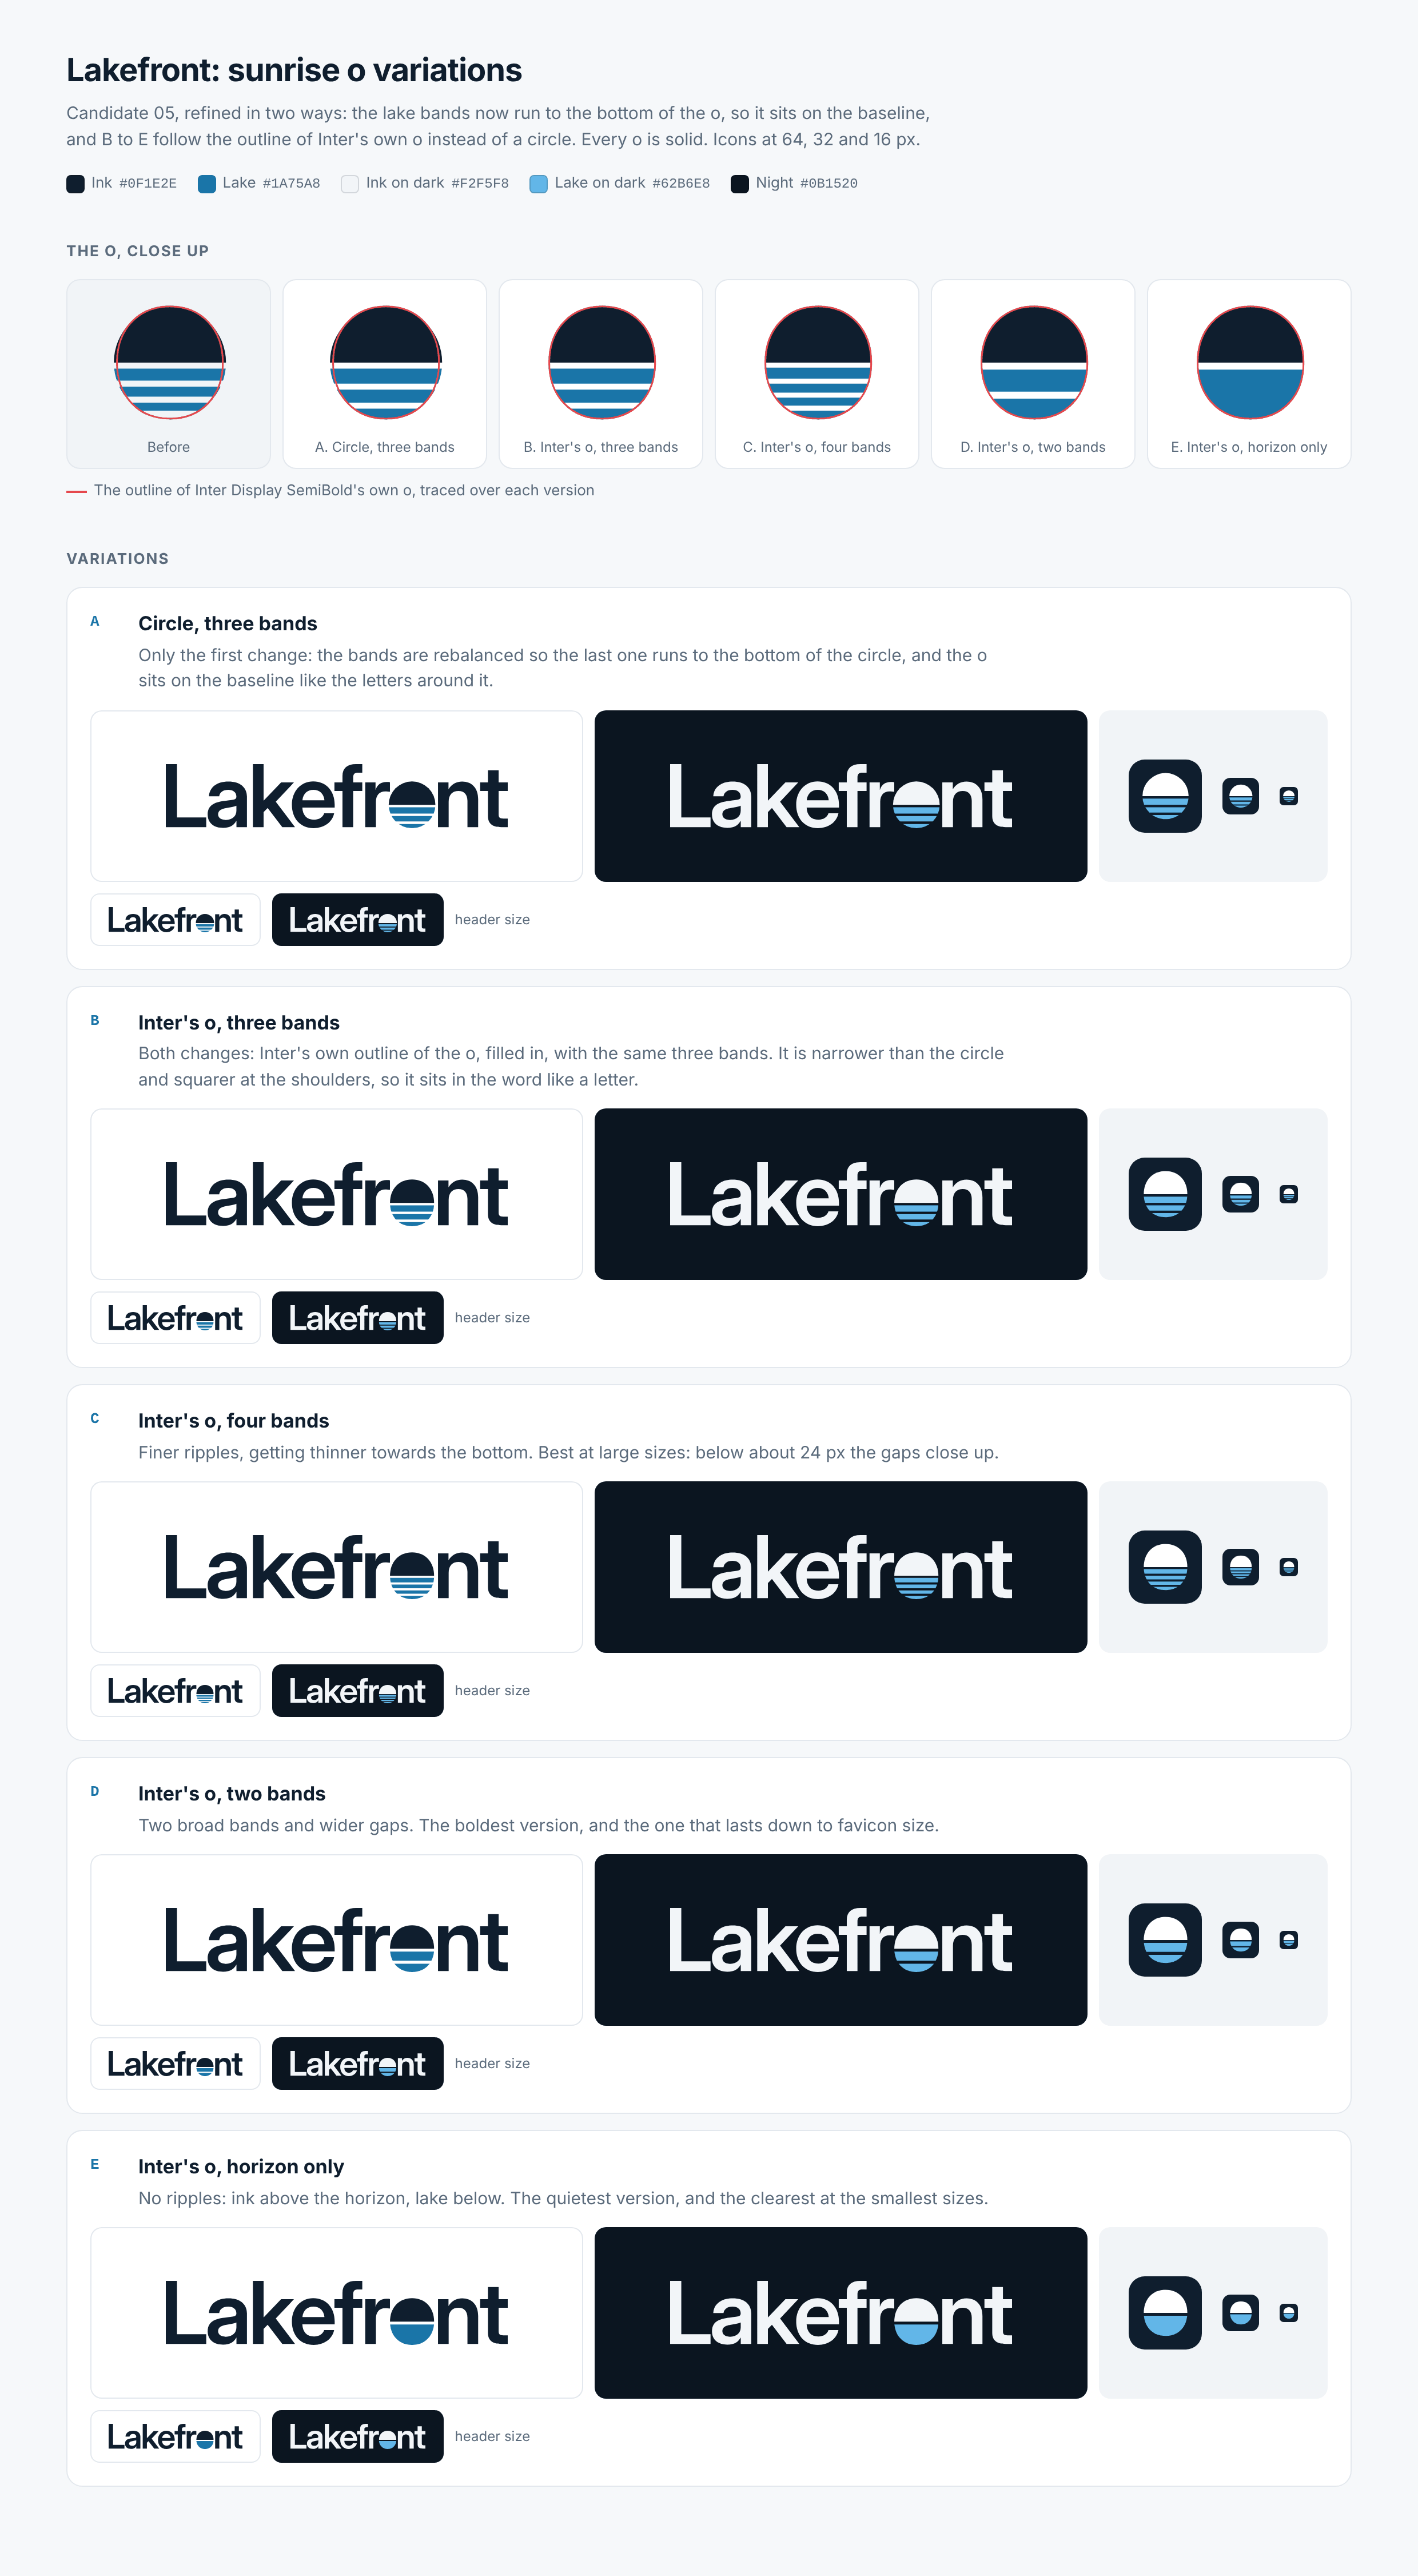 Lakefront: sunrise o variations
Candidate 05, refined in two ways: the lake bands now run to the bottom of the o, so it sits on the baseline,
and B to E follow the outline of Inter's own o instead of a circle. Every o is solid. Icons at 64, 32 and 16 px.
Ink #0F1E2E Lake #1A75A8 Ink on dark #F2F5F8 Lake on dark #62B6E8 Night #0B1520
THE O, CLOSE UP
Before A. Circle, three bands B. Inter's o, three bands C. Inter's o, four bands D. Inter's o, two bands E. Inter's o, horizon only
The outline of Inter Display SemiBold's own o, traced over each version
VARIATIONS
A Circle, three bands
Only the first change: the bands are rebalanced so the last one runs to the bottom of the circle, and the o
sits on the baseline like the letters around it.
Lakefront Lakefront
Lakefront Lakefront header size
B Inter's o, three bands
Both changes: Inter's own outline of the o, filled in, with the same three bands. It is narrower than the circle
and squarer at the shoulders, so it sits in the word like a letter.
Lakefront Lakefront
Lakefront Lakefront header size
C Inter's o, four bands
Finer ripples, getting thinner towards the bottom. Best at large sizes: below about 24 px the gaps close up.
Lakefront Lakefront
Lakefront Lakefront header size
D Inter's o, two bands
Two broad bands and wider gaps. The boldest version, and the one that lasts down to favicon size.
Lakefront Lakefront
Lakefront Lakefront header size
E Inter's o, horizon only
No ripples: ink above the horizon, lake below. The quietest version, and the clearest at the smallest sizes.
Lakefront Lakefront
Lakefront Lakefront header size